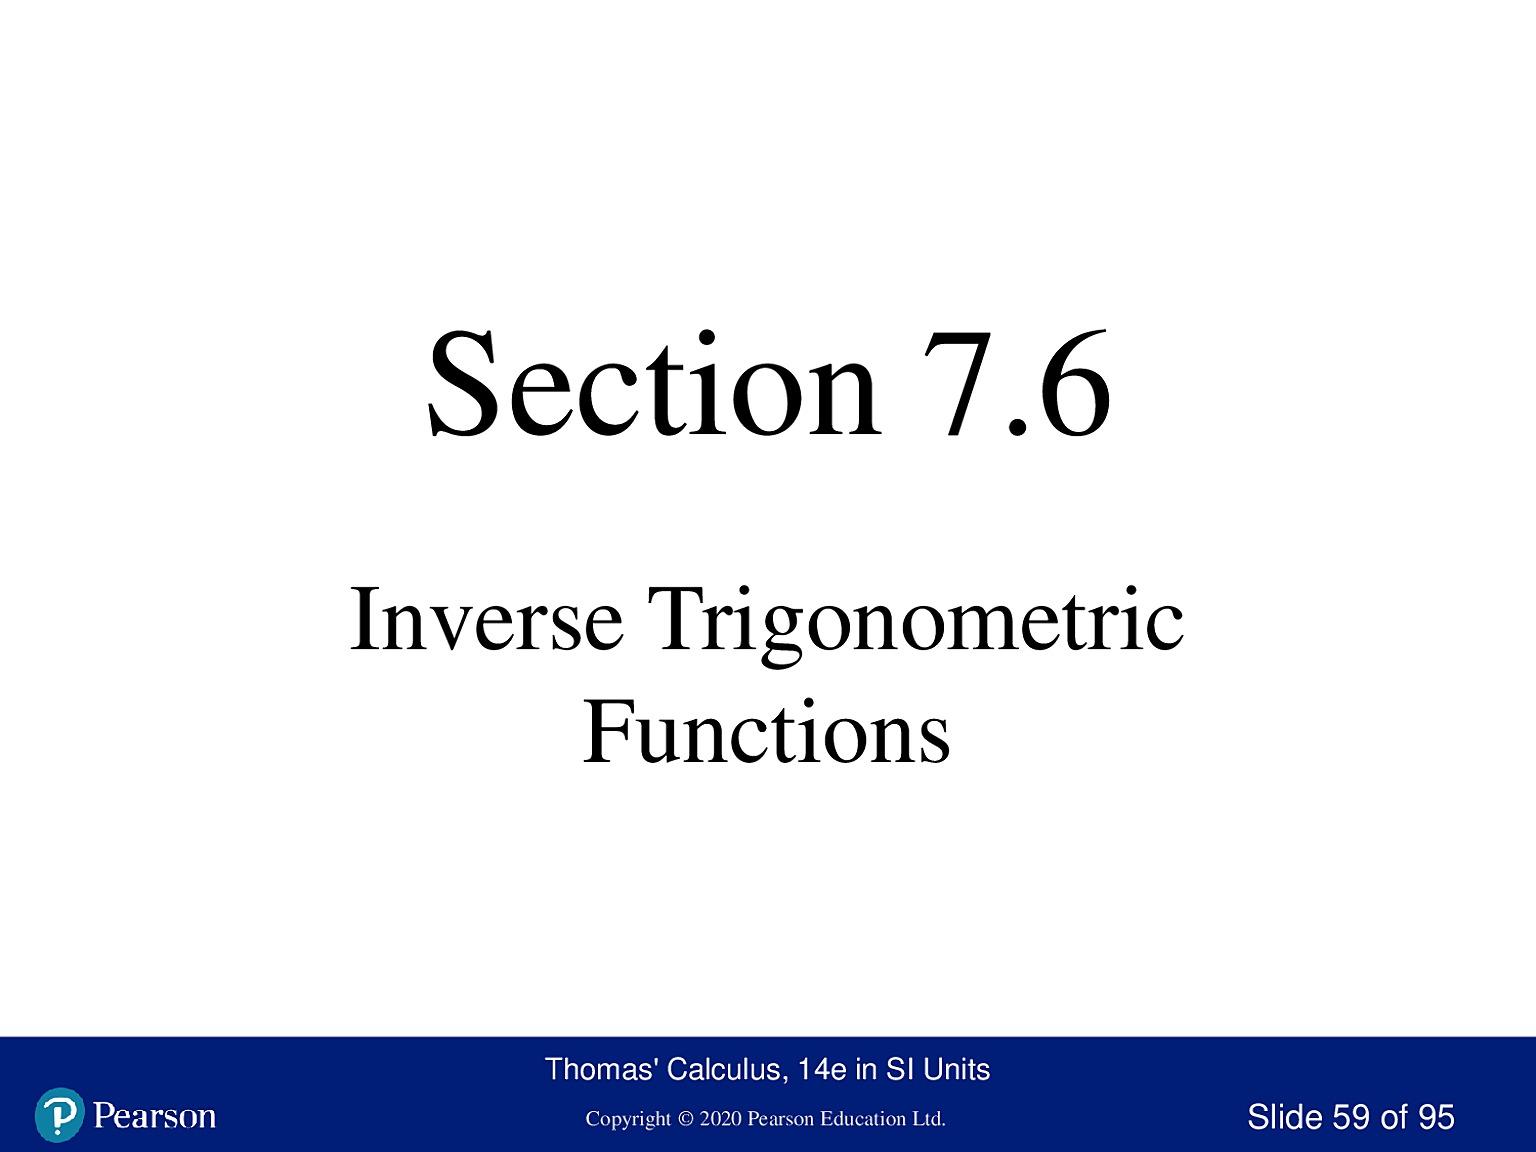 Section 7.6
Inverse Trigonometric
Functions
Thomas' Calculus, 14e in SI Units
Pearson
Copyright © 2020 Pearson Education Ltd.
Slide 59 of 95